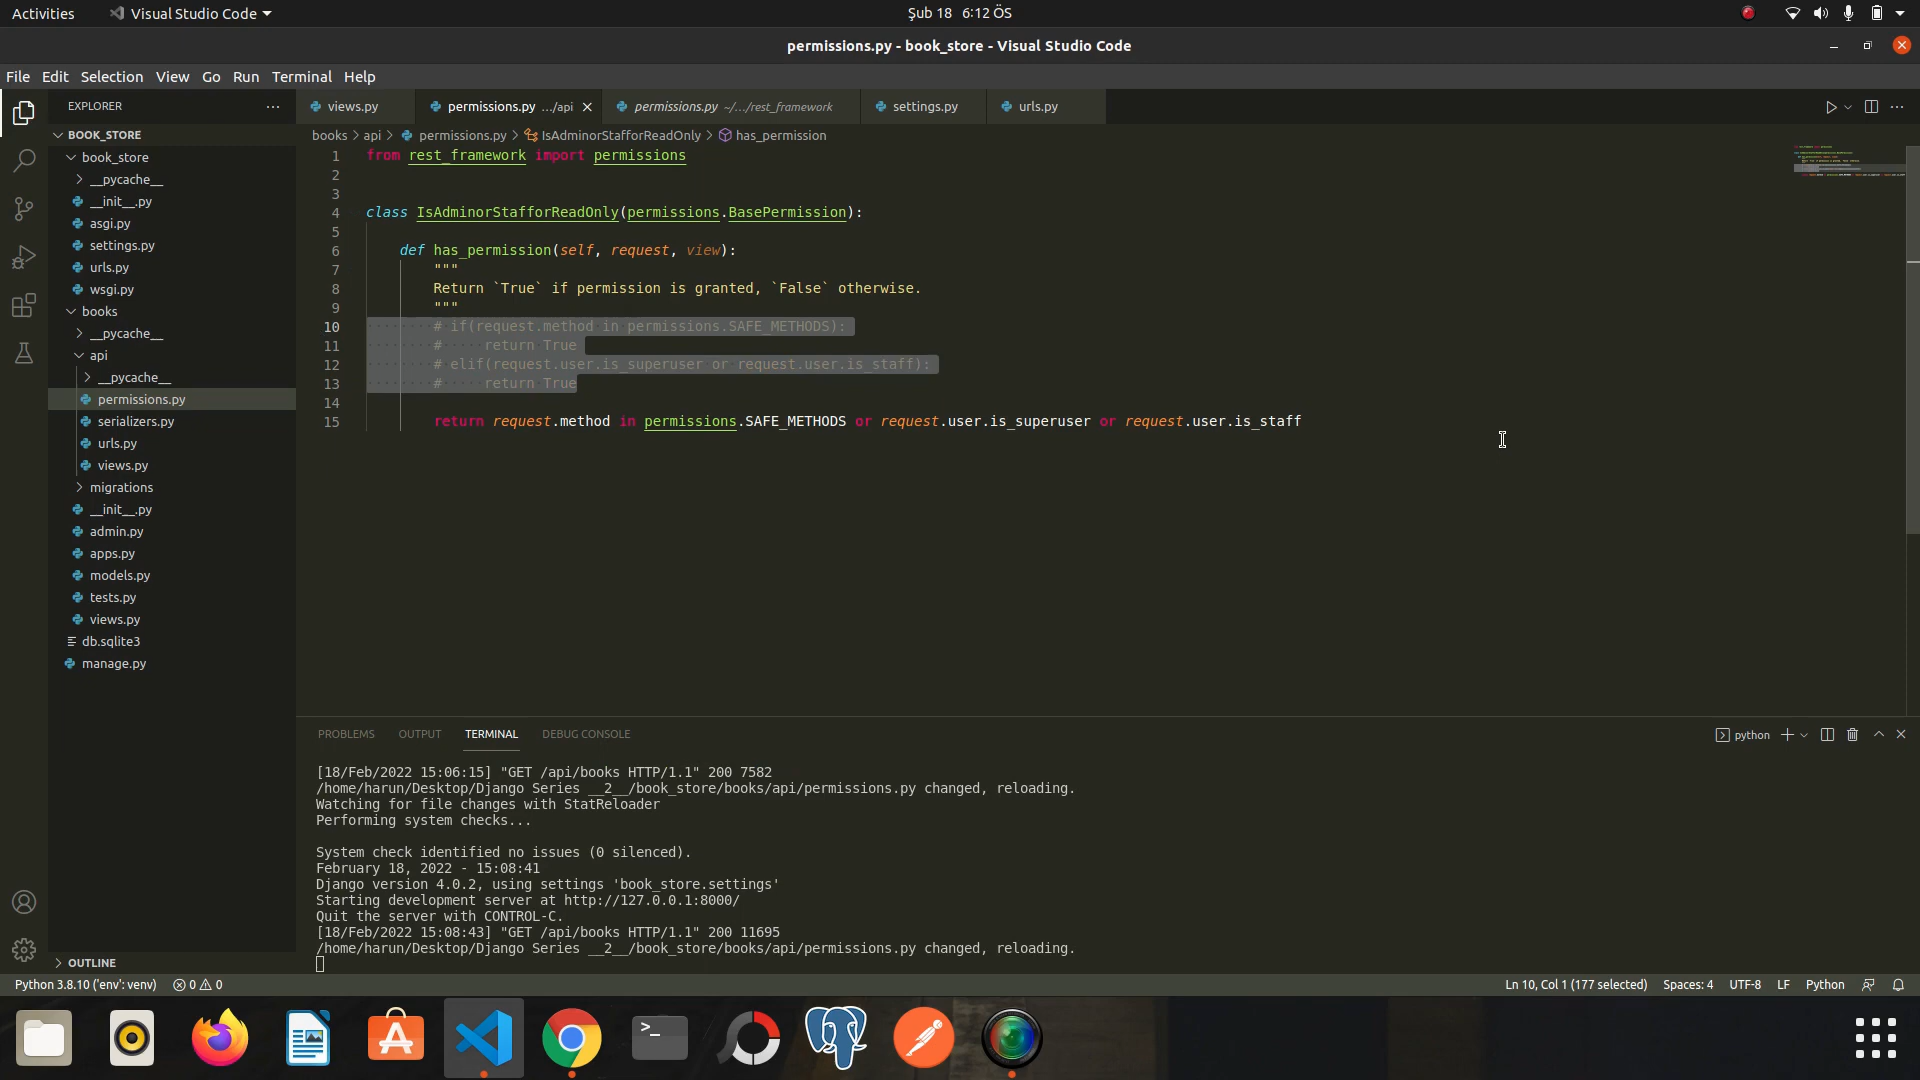 Activities
Visual Studio Code
Şub 18 6:12 ÖS
permissions.py - book_store - Visual Studio Code
File Edit Selection View Go Run Terminal Help
EXPLORER
views.py
permissions.py .../api
permissions.py ~/.../rest_framework
settings.py
urls.py
books > api > permissions.py > IsAdminorStafforReadOnly > has_permission
BOOK_STORE
book_store
__pycache__
__init__.py
asgi.py
settings.py
urls.py
wsgi.py
books
__pycache__
api
__pycache__
permissions.py
serializers.py
urls.py
views.py
migrations
__init__.py
admin.py
apps.py
models.py
tests.py
views.py
db.sqlite3
manage.py
OUTLINE
1 from rest_framework import permissions
2
3
4 class IsAdminorStafforReadOnly(permissions.BasePermission):
5
6 def has_permission(self, request, view):
7 """
8 Return `True` if permission is granted, `False` otherwise.
9 """
10 # if(request.method in permissions.SAFE_METHODS):
11 #     return True
12 # elif(request.user.is_superuser or request.user.is_staff):
13 #     return True
14
15 return request.method in permissions.SAFE_METHODS or request.user.is_superuser or request.user.is_staff
PROBLEMS OUTPUT TERMINAL DEBUG CONSOLE
python
[18/Feb/2022 15:06:15] "GET /api/books HTTP/1.1" 200 7582
/home/harun/Desktop/Django Series __2__/book_store/books/api/permissions.py changed, reloading.
Watching for file changes with StatReloader
Performing system checks...
System check identified no issues (0 silenced).
February 18, 2022 - 15:08:41
Django version 4.0.2, using settings 'book_store.settings'
Starting development server at http://127.0.0.1:8000/
Quit the server with CONTROL-C.
[18/Feb/2022 15:08:43] "GET /api/books HTTP/1.1" 200 11695
/home/harun/Desktop/Django Series __2__/book_store/books/api/permissions.py changed, reloading.
Python 3.8.10 ('env': venv) 0 0
Ln 10, Col 1 (177 selected) Spaces: 4 UTF-8 LF Python